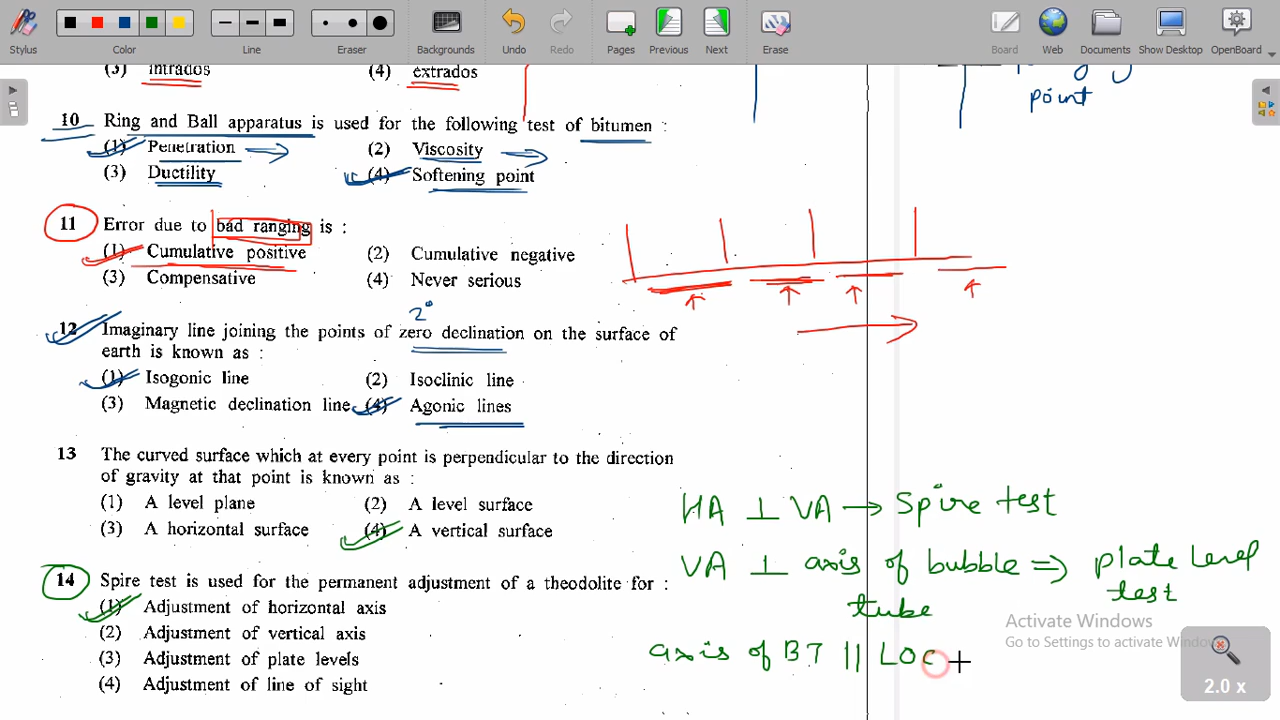 Stylus Color Line Eraser Backgrounds Undo Redo Pages Previous Next Erase Board Web Documents Show Desktop OpenBoard
(3) intrados (4) extrados
point
10 Ring and Ball apparatus is used for the following test of bitumen :
(1) Penetration (2) Viscosity
(3) Ductility (4) Softening point
11 Error due to bad ranging is :
(1) Cumulative positive (2) Cumulative negative
(3) Compensative (4) Never serious
2°
12 Imaginary line joining the points of zero declination on the surface of
earth is known as :
(1) Isogonic line (2) Isoclinic line
(3) Magnetic declination line (4) Agonic lines
13 The curved surface which at every point is perpendicular to the direction
of gravity at that point is known as :
(1) A level plane (2) A level surface
(3) A horizontal surface (4) A vertical surface
HA ⊥ VA → Spire test
VA ⊥ axis of bubble ⇒ plate level
tube test
14 Spire test is used for the permanent adjustment of a theodolite for :
(1) Adjustment of horizontal axis
(2) Adjustment of vertical axis
(3) Adjustment of plate levels
(4) Adjustment of line of sight
axis of BT || LOC
Activate Windows
Go to Settings to activate Windows.
2.0 x